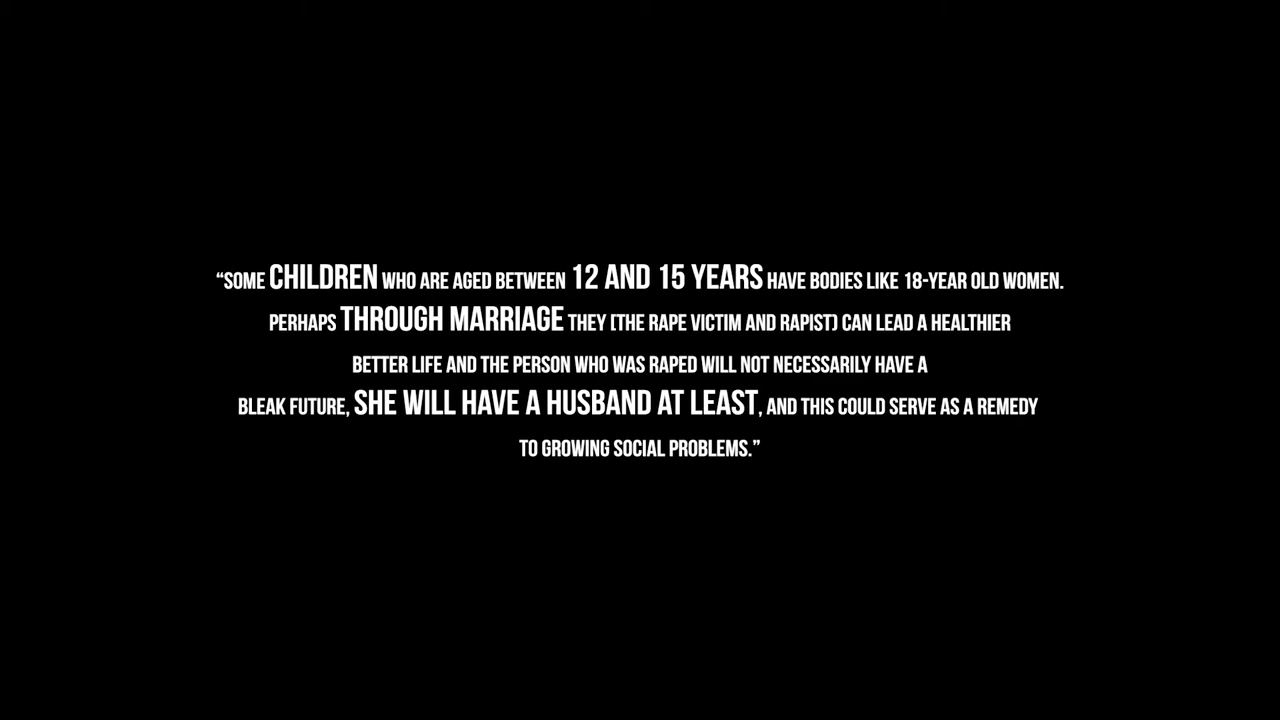 “SOME CHILDREN WHO ARE AGED BETWEEN 12 AND 15 YEARS HAVE BODIES LIKE 18-YEAR OLD WOMEN.
PERHAPS THROUGH MARRIAGE THEY [THE RAPE VICTIM AND RAPIST) CAN LEAD A HEALTHIER
BETTER LIFE AND THE PERSON WHO WAS RAPED WILL NOT NECESSARILY HAVE A
BLEAK FUTURE, SHE WILL HAVE A HUSBAND AT LEAST, AND THIS COULD SERVE AS A REMEDY
TO GROWING SOCIAL PROBLEMS.”